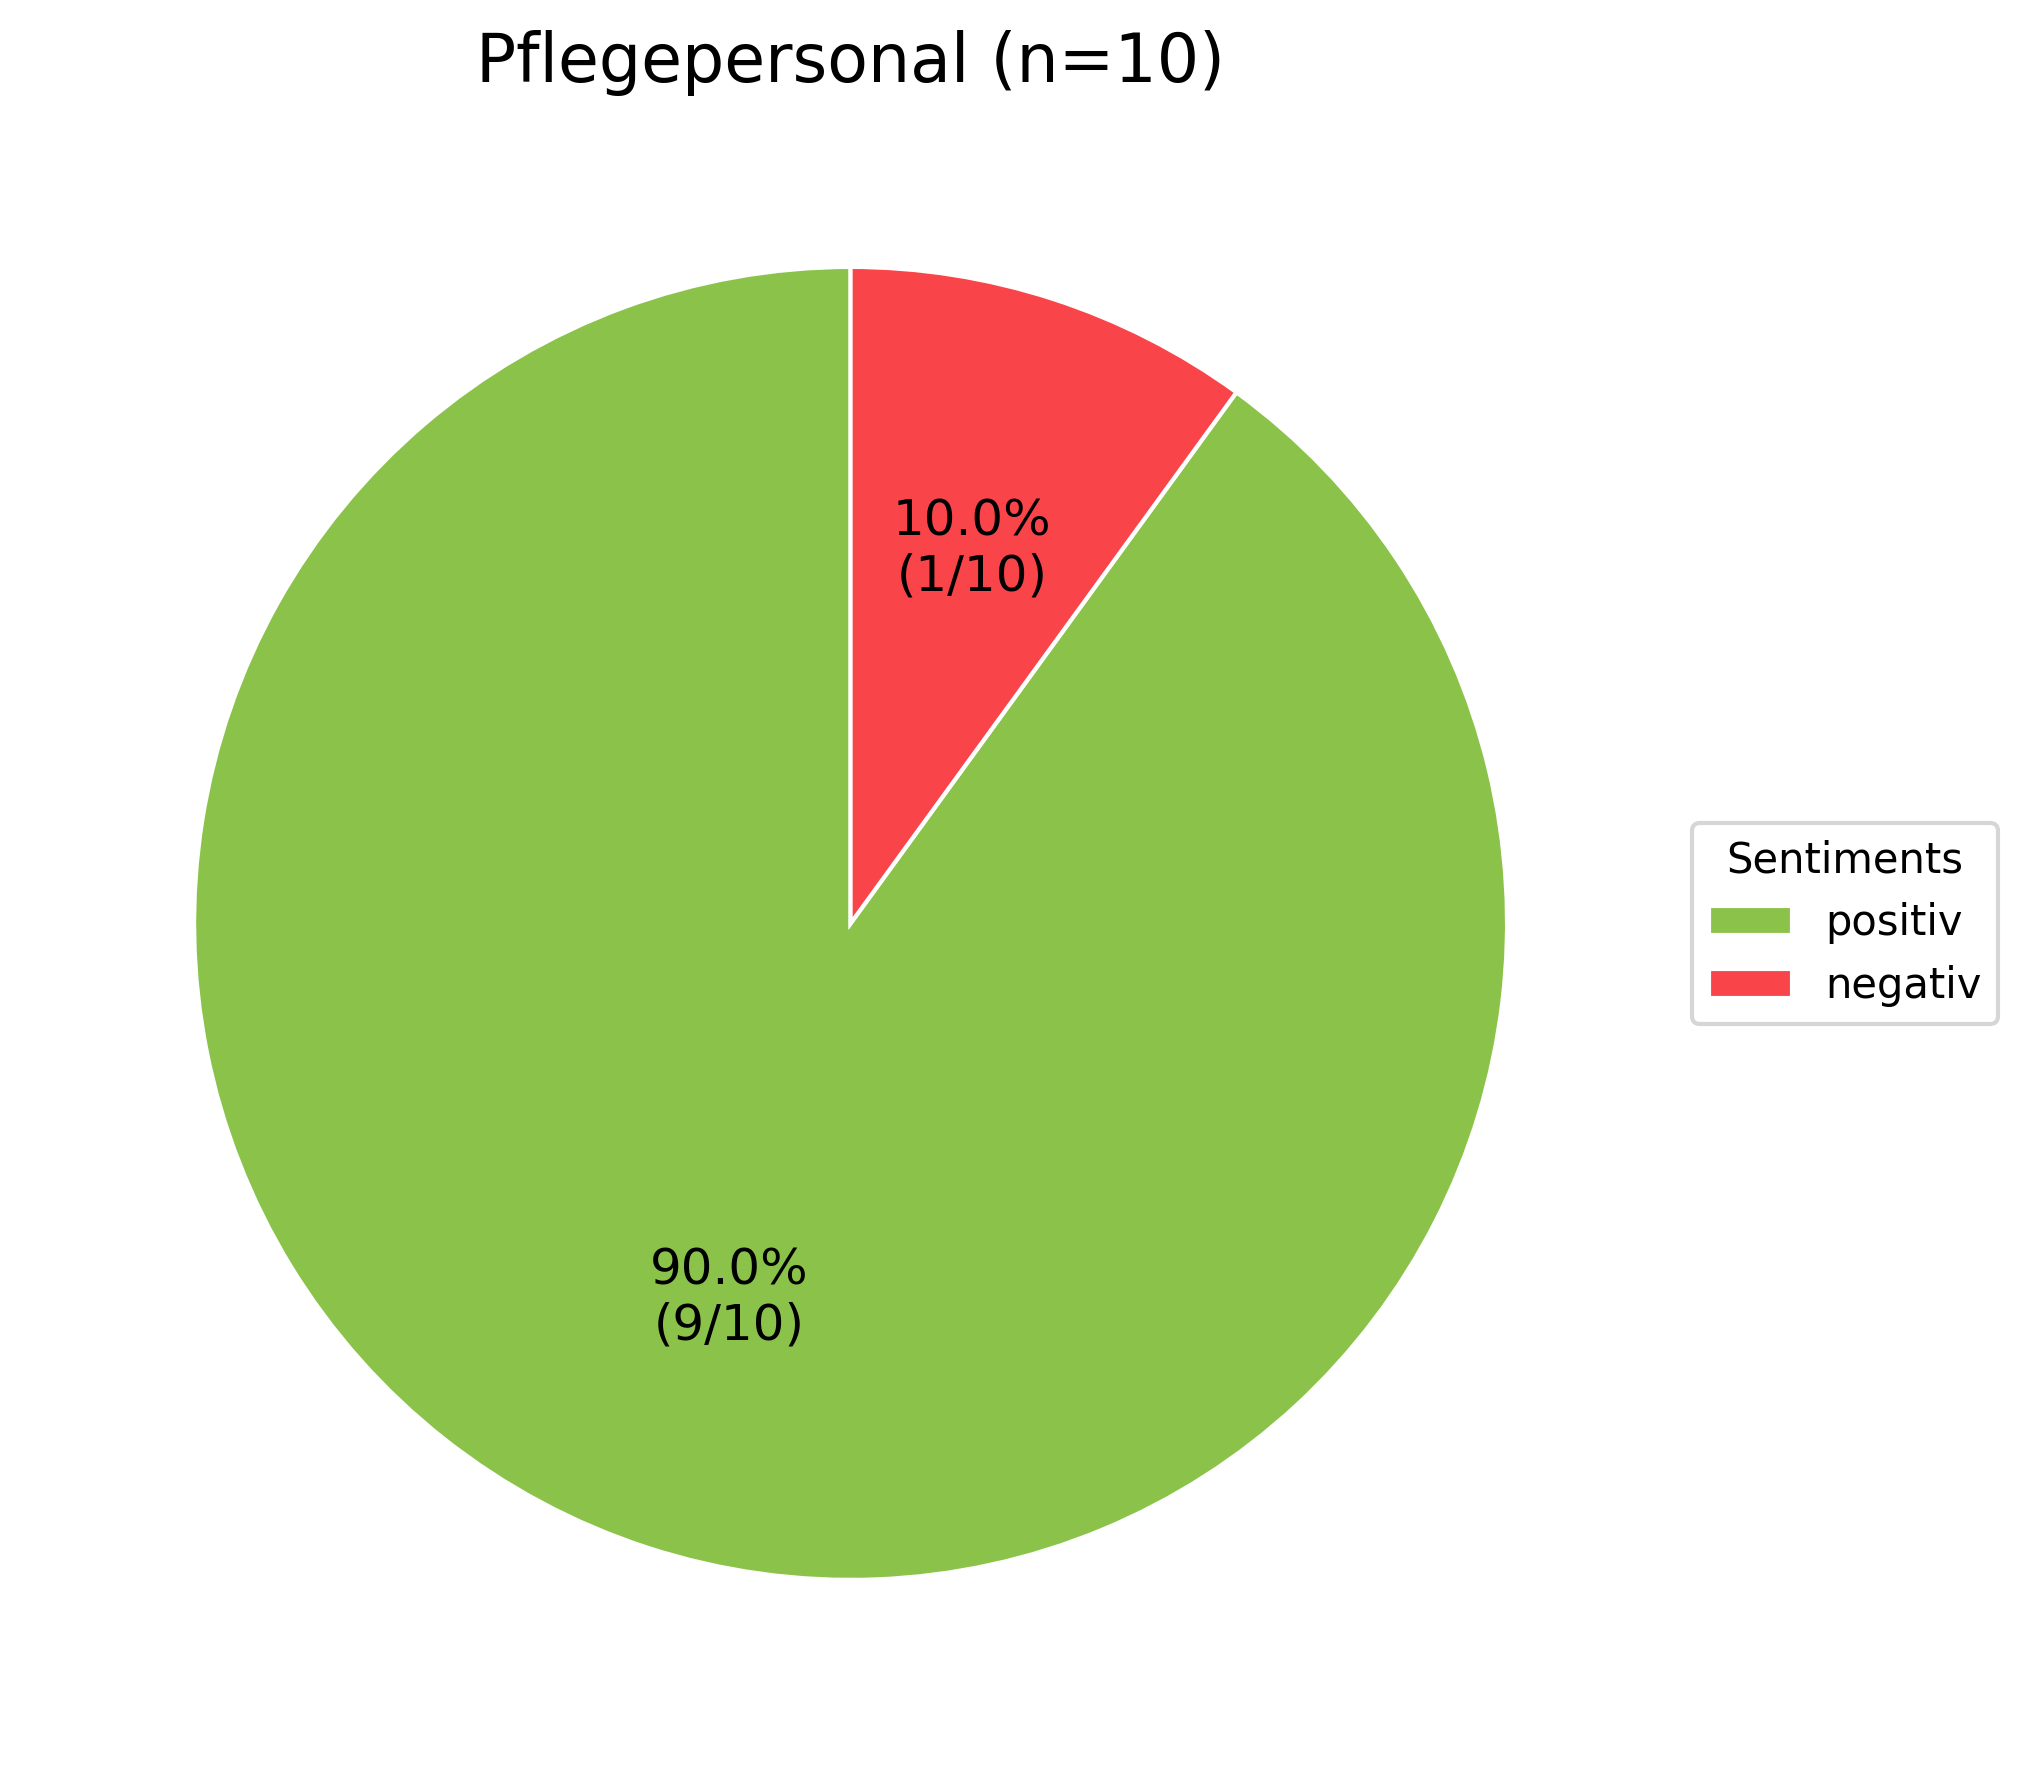 Pflegepersonal (n=10)
10.0%
(1/10)
Sentiments
positiv
negativ
90.0%
(9/10)